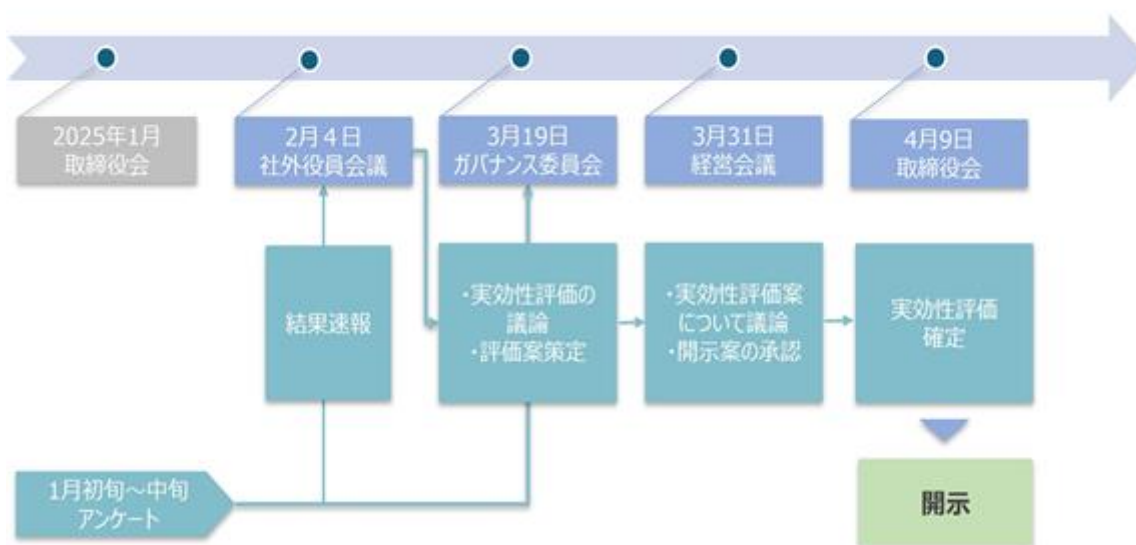 2025年1月
取締役会
2月4日
社外役員会議
3月19日
ガバナンス委員会
3月31日
経営会議
4月9日
取締役会
結果速報
・実効性評価の
議論
・評価案策定
・実効性評価案
について議論
・開示案の承認
実効性評価
確定
1月初旬～中旬
アンケート
開示